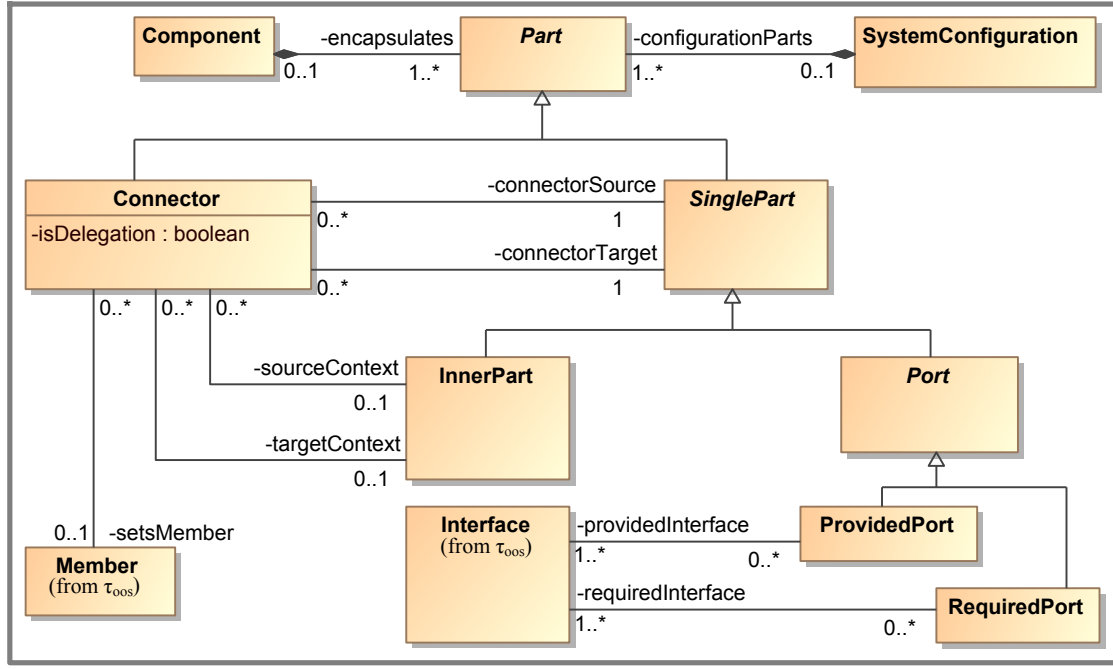 Component
-encapsulates
0..1
1..*
Part
-configurationParts
1..*
0..1
SystemConfiguration
Connector
-isDelegation : boolean
-connectorSource
0..*
1
SinglePart
-connectorTarget
0..*
1
0..*
0..*
0..*
-sourceContext
0..1
InnerPart
Port
-targetContext
0..1
0..1
-setsMember
Member
(from τoos)
Interface
(from τoos)
-providedInterface
1..*
0..*
ProvidedPort
-requiredInterface
1..*
0..*
RequiredPort